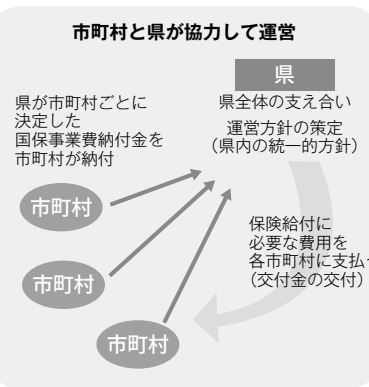 市町村と県が協力して運営
県
県全体の支え合い
運営方針の策定
（県内の統一的方針）
県が市町村ごとに
決定した
国保事業費納付金を
市町村が納付
市町村
市町村
市町村
保険給付に
必要な費用を
各市町村に支払
（交付金の交付）